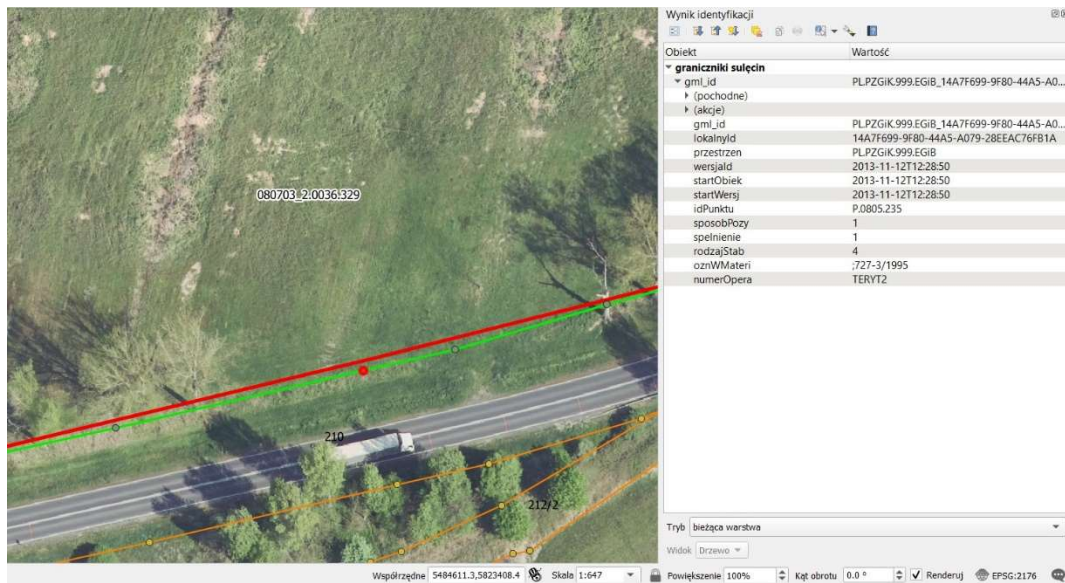 Wynik identyfikacji
Obiekt Wartość
graniczniki sulęcin
gml_id PL.PZGiK.999.EGiB_14A7F699-9F80-44A5-A0...
(pochodne)
(akcje)
gml_id PL.PZGiK.999.EGiB_14A7F699-9F80-44A5-A0...
lokalnyId 14A7F699-9F80-44A5-A079-28EEAC76FB1A
przestrzen PL.PZGiK.999.EGiB
wersjaId 2013-11-12T12:28:50
startObiek 2013-11-12T12:28:50
startWersj 2013-11-12T12:28:50
idPunktu P.0805.235
sposobPozy 1
spelnienie 1
rodzajStab 4
oznWMateri ;727-3/1995
numerOpera TERYT2
080703_2.0036.329
210
212/2
Tryb bieżąca warstwa
Widok Drzewo
Współrzędne 5484611.3,5823408.4 Skala 1:647 Powiększenie 100% Kąt obrotu 0.0 ° Renderuj EPSG:2176